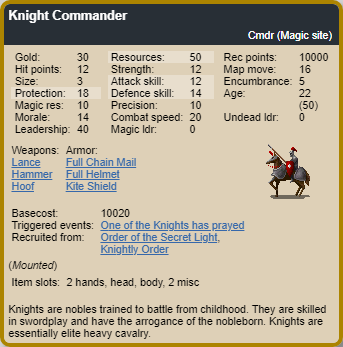 Knight Commander
Cmdr (Magic site)
Gold: 30 Resources: 50 Rec points: 10000
Hit points: 12 Strength: 12 Map move: 16
Size: 3 Attack skill: 12 Encumbrance: 5
Protection: 18 Defence skill: 14 Age: 22
Magic res: 10 Precision: 10 (50)
Morale: 14 Combat speed: 20 Undead ldr: 0
Leadership: 40 Magic ldr: 0
Weapons: Armor:
Lance Full Chain Mail
Hammer Full Helmet
Hoof Kite Shield
Basecost: 10020
Triggered events: One of the Knights has prayed
Recruited from: Order of the Secret Light,
Knightly Order
(Mounted)
Item slots: 2 hands, head, body, 2 misc
Knights are nobles trained to battle from childhood. They are skilled
in swordplay and have the arrogance of the nobleborn. Knights are
essentially elite heavy cavalry.